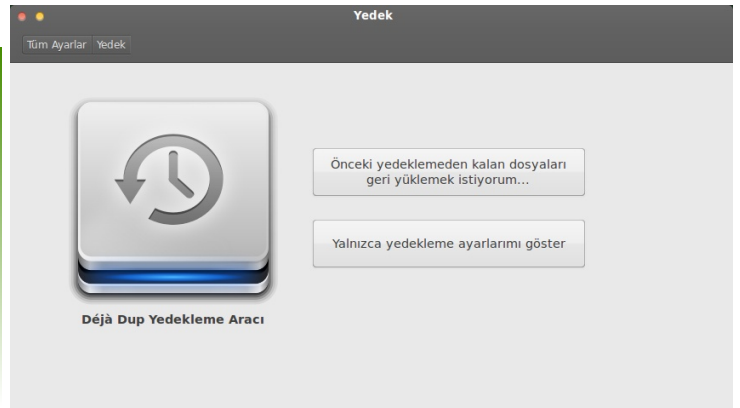 Yedek
Tüm Ayarlar Yedek
Önceki yedeklemeden kalan dosyaları
geri yüklemek istiyorum...
Yalnızca yedekleme ayarlarımı göster
Déjà Dup Yedekleme Aracı